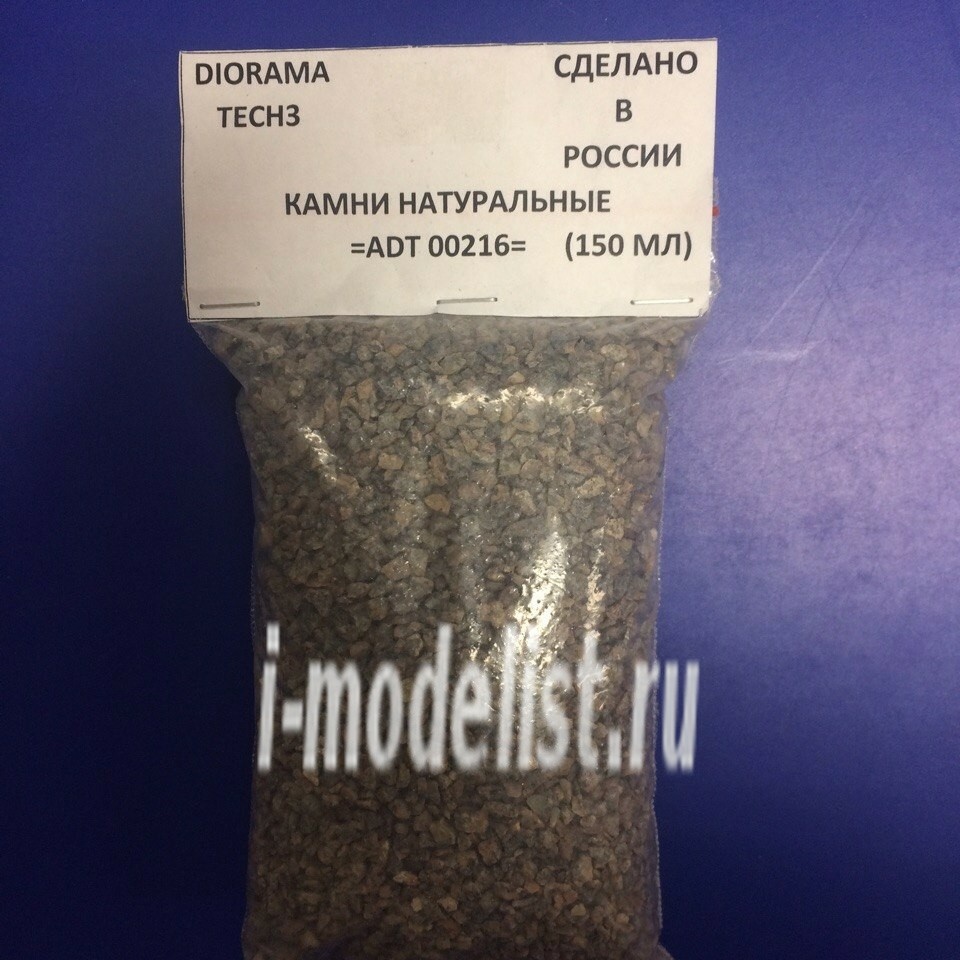 DIORAMA СДЕЛАНО
TECH3 В
РОССИИ
КАМНИ НАТУРАЛЬНЫЕ
=ADT 00216= (150 МЛ)
i-modelist.ru